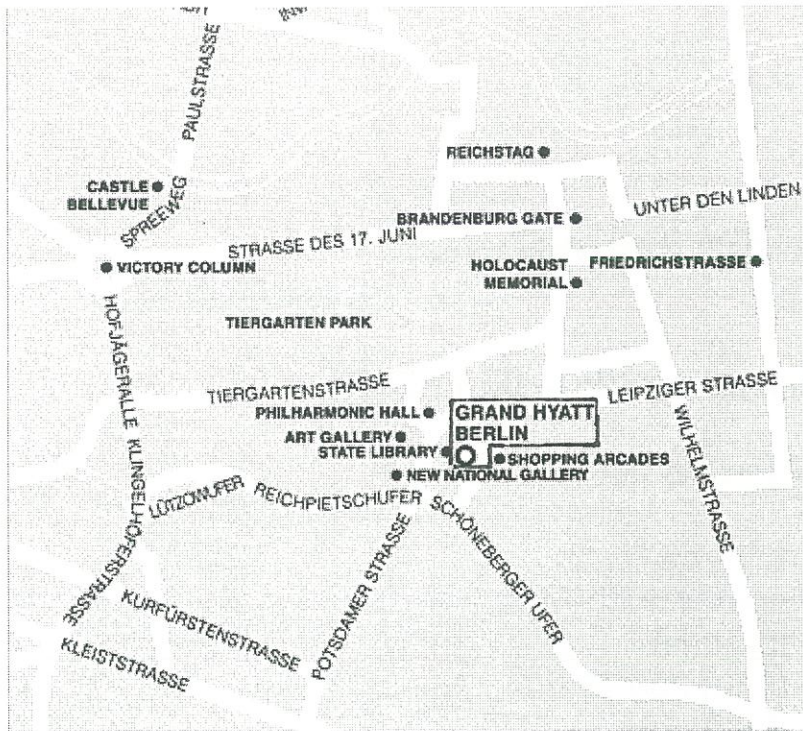 PAULSTRASSE
REICHSTAG
CASTLE
BELLEVUE
SPREEWEG
UNTER DEN LINDEN
BRANDENBURG GATE
STRASSE DES 17. JUNI
VICTORY COLUMN
HOLOCAUST
MEMORIAL
FRIEDRICHSTRASSE
TIERGARTEN PARK
HOFJÄGERALLE
TIERGARTENSTRASSE
LEIPZIGER STRASSE
PHILHARMONIC HALL
GRAND HYATT
BERLIN
ART GALLERY
STATE LIBRARY
SHOPPING ARCADES
NEW NATIONAL GALLERY
WILHELMSTRASSE
KLINGELHÖFERSTRASSE
LÜTZOWUFER
REICHPIETSCHUFER
SCHÖNEBERGER UFER
POTSDAMER STRASSE
KURFÜRSTENSTRASSE
KLEISTSTRASSE